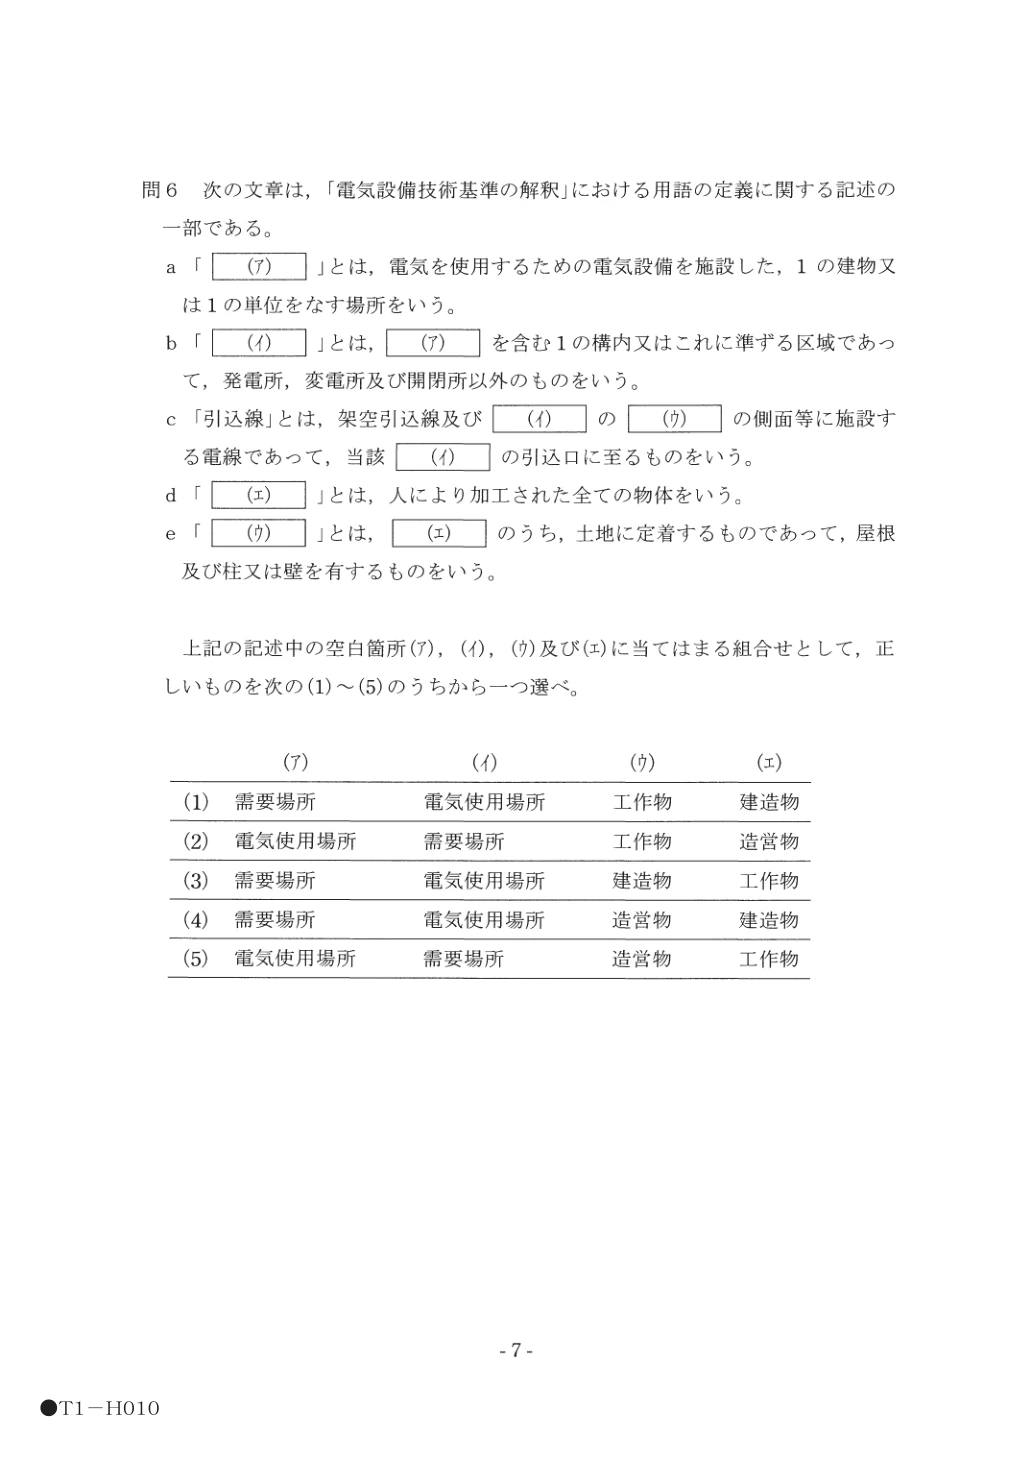 問6　次の文章は，「電気設備技術基準の解釈」における用語の定義に関する記述の
一部である。
a 「 (ア) 」とは，電気を使用するための電気設備を施設した，1 の建物又
は 1 の単位をなす場所をいう。
b 「 (イ) 」とは， (ア) を含む 1 の構内又はこれに準ずる区域であっ
て，発電所，変電所及び開閉所以外のものをいう。
c 「引込線」とは，架空引込線及び (イ) の (ウ) の側面等に施設す
る電線であって，当該 (イ) の引込口に至るものをいう。
d 「 (エ) 」とは，人により加工された全ての物体をいう。
e 「 (ウ) 」とは， (エ) のうち，土地に定着するものであって，屋根
及び柱又は壁を有するものをいう。
上記の記述中の空白箇所(ア)，(イ)，(ウ)及び(エ)に当てはまる組合せとして，正
しいものを次の(1)～(5)のうちから一つ選べ。
(ア) (イ) (ウ) (エ)
(1) 需要場所 電気使用場所 工作物 建造物
(2) 電気使用場所 需要場所 工作物 造営物
(3) 需要場所 電気使用場所 建造物 工作物
(4) 需要場所 電気使用場所 造営物 建造物
(5) 電気使用場所 需要場所 造営物 工作物
- 7 -
●T1－H010